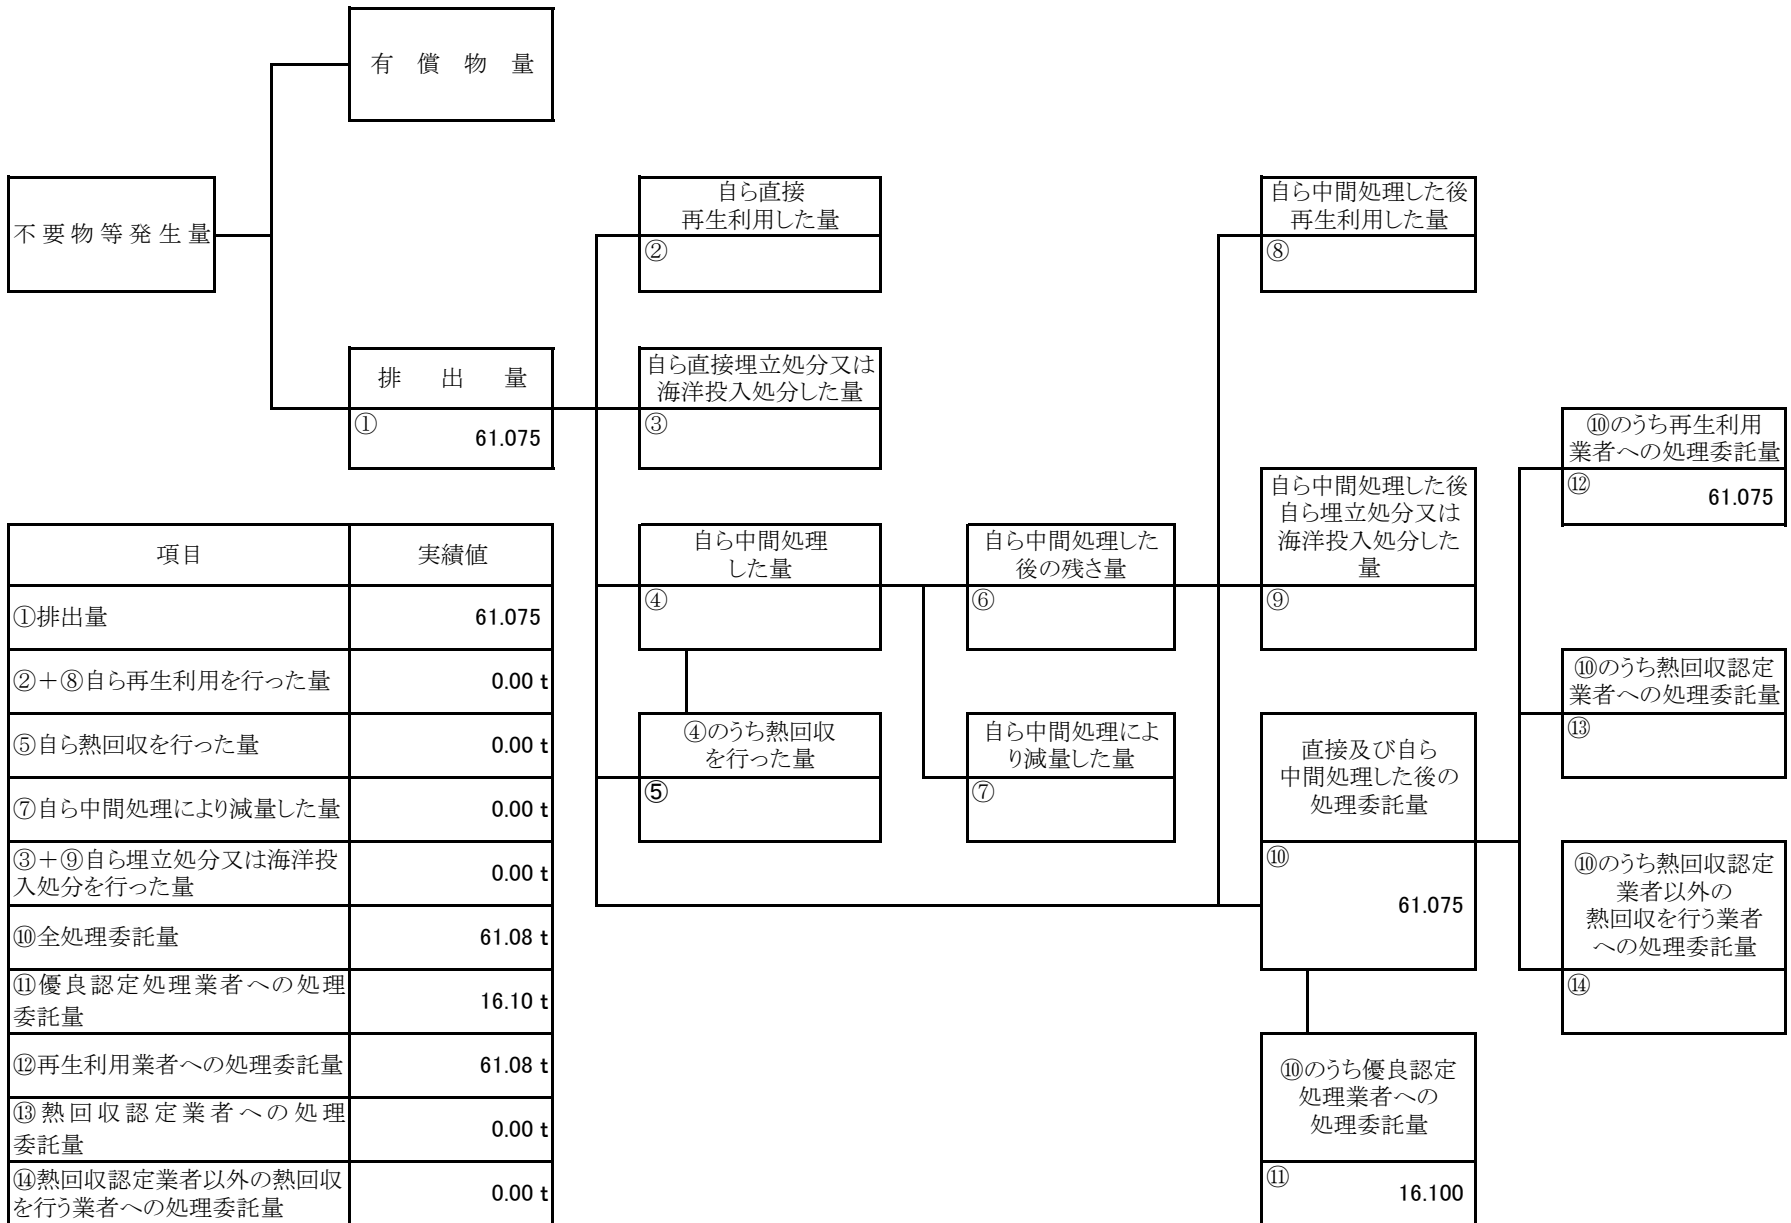 有償物量
不要物等発生量
自ら直接
再生利用した量
②
自ら中間処理した後
再生利用した量
⑧
排出量
①
61.075
自ら直接埋立処分又は
海洋投入処分した量
③
⑩のうち再生利用
業者への処理委託量
⑫
61.075
自ら中間処理した後
自ら埋立処分又は
海洋投入処分した
量
⑨
自ら中間処理
した量
④
自ら中間処理した
後の残さ量
⑥
⑩のうち熱回収認定
業者への処理委託量
⑬
④のうち熱回収
を行った量
⑤
自ら中間処理によ
り減量した量
⑦
直接及び自ら
中間処理した後の
処理委託量
⑩
61.075
⑩のうち熱回収認定
業者以外の
熱回収を行う業者
への処理委託量
⑭
⑩のうち優良認定
処理業者への
処理委託量
⑪
16.100
項目 実績値
①排出量 61.075
②＋⑧自ら再生利用を行った量 0.00 t
⑤自ら熱回収を行った量 0.00 t
⑦自ら中間処理により減量した量 0.00 t
③＋⑨自ら埋立処分又は海洋投
入処分を行った量 0.00 t
⑩全処理委託量 61.08 t
⑪優良認定処理業者への処理
委託量 16.10 t
⑫再生利用業者への処理委託量 61.08 t
⑬熱回収認定業者への処理
委託量 0.00 t
⑭熱回収認定業者以外の熱回収
を行う業者への処理委託量 0.00 t